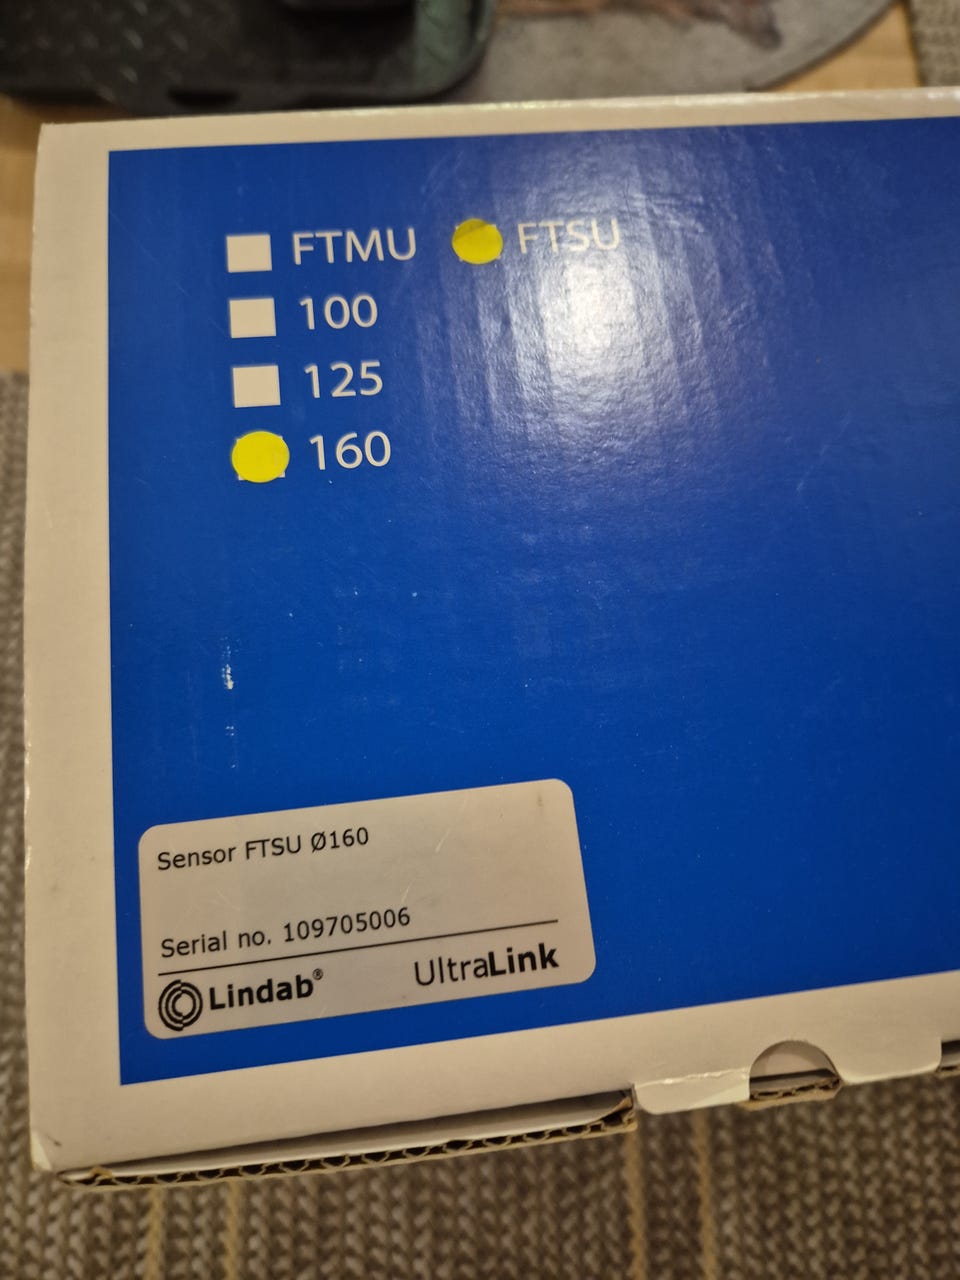 FTMU FTSU
100
125
160
Sensor FTSU Ø160
Serial no. 109705006
Lindab® UltraLink